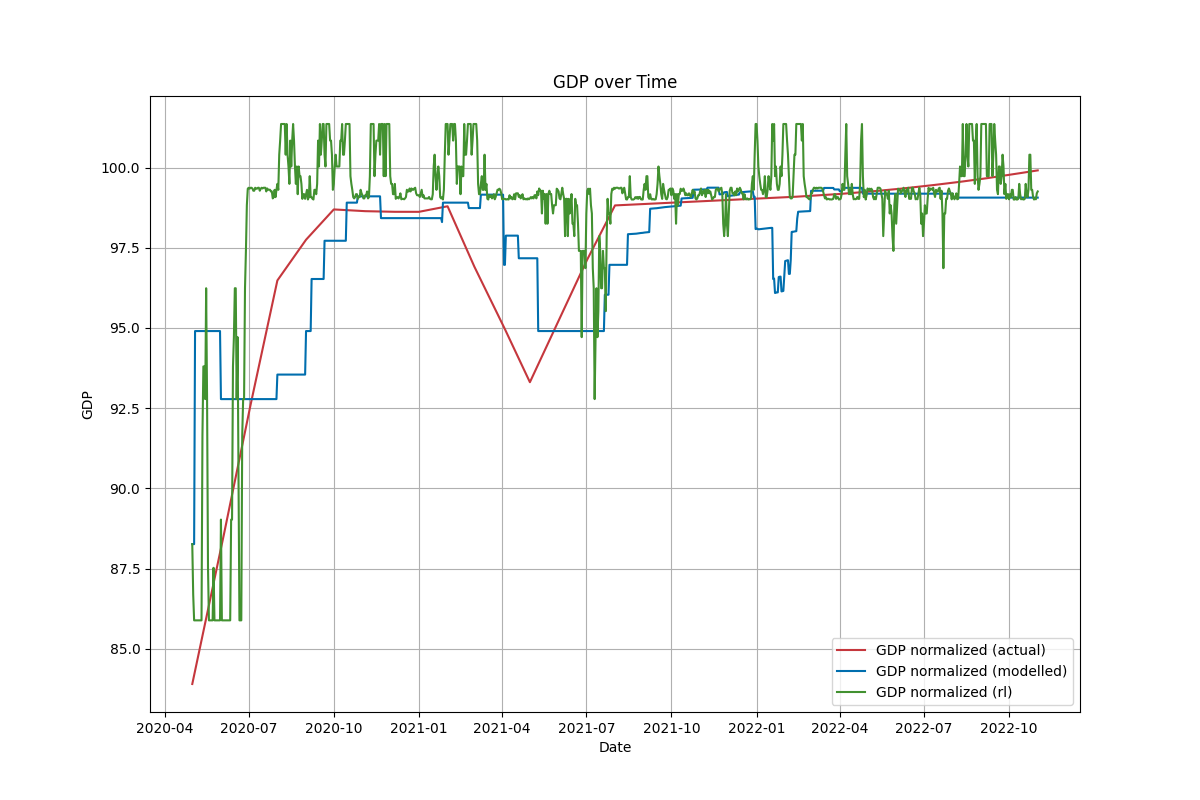 GDP over Time
GDP
100.0
97.5
95.0
92.5
90.0
87.5
85.0
GDP normalized (actual)
GDP normalized (modelled)
GDP normalized (rl)
2020-04 2020-07 2020-10 2021-01 2021-04 2021-07 2021-10 2022-01 2022-04 2022-07 2022-10
Date